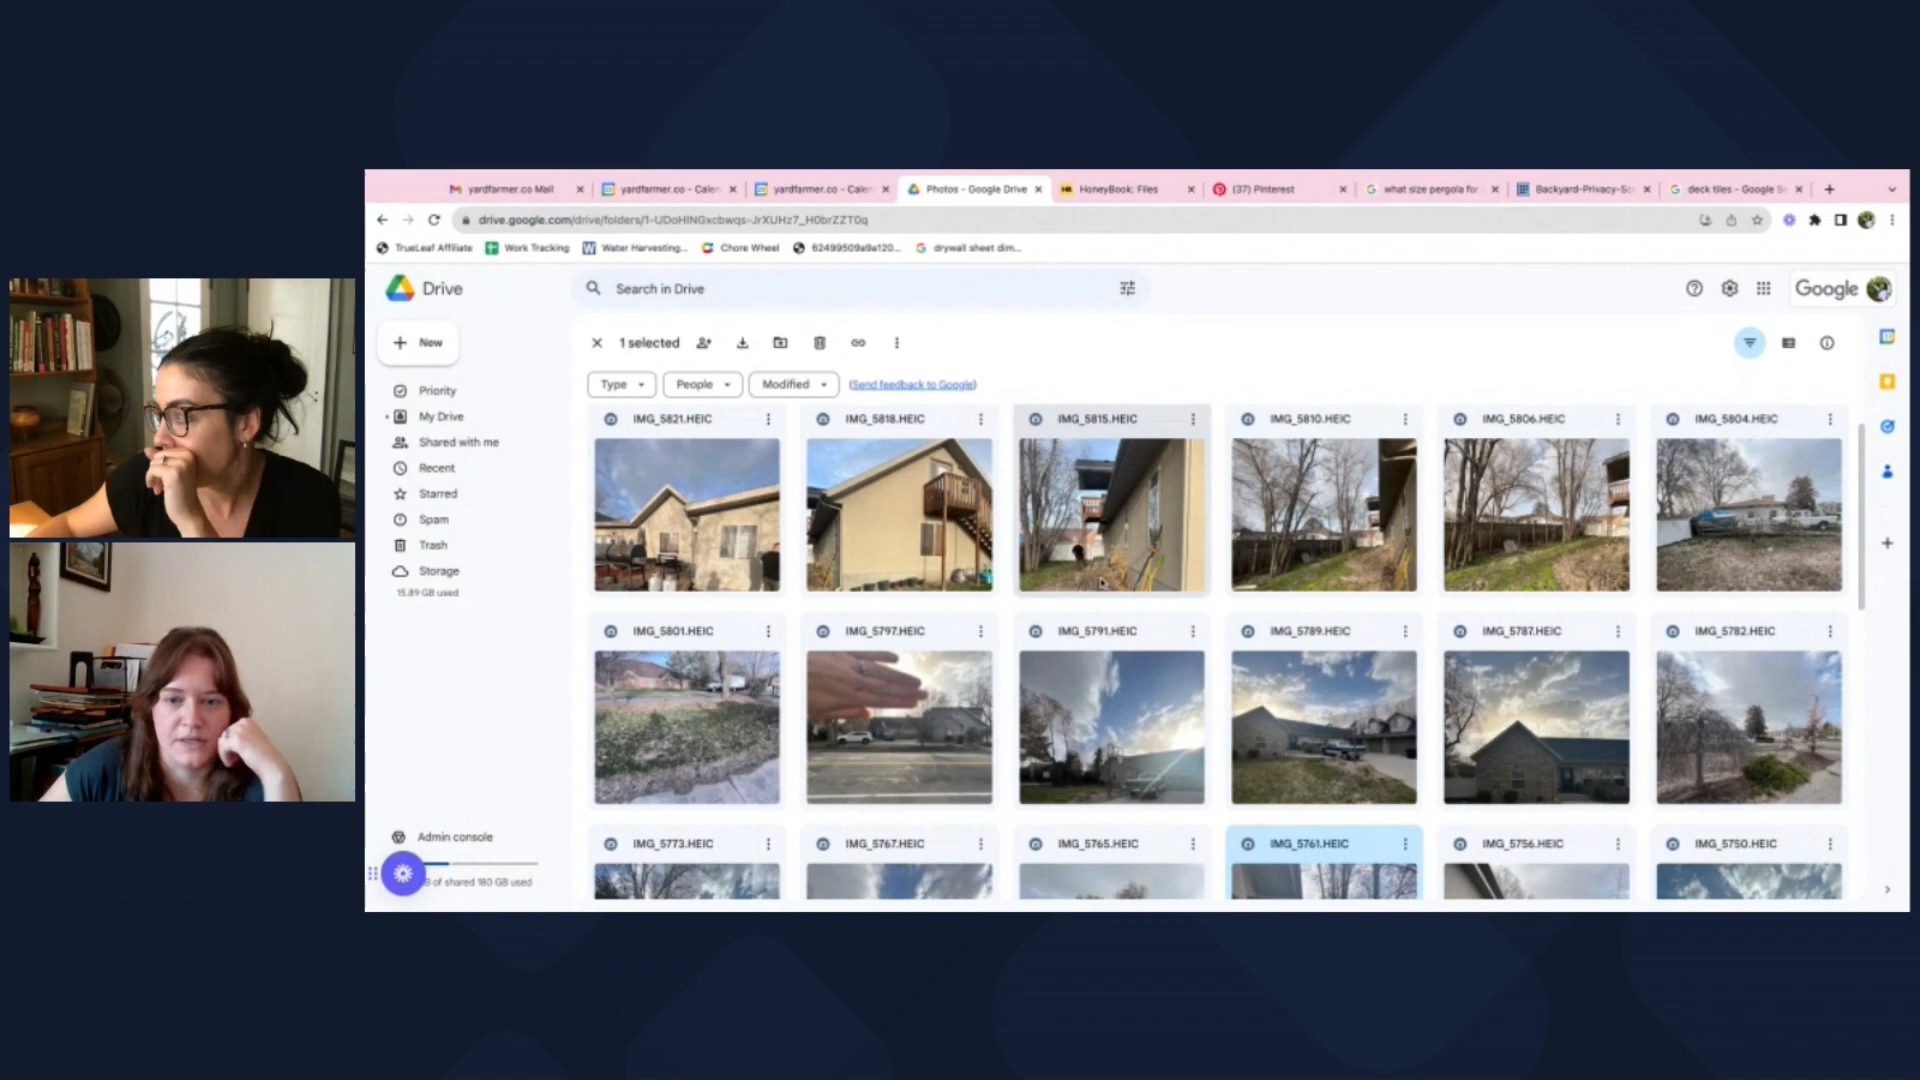 yardfarmer.co Mail
yardfarmer.co - Calen
yardfarmer.co - Calen
Photos - Google Drive
HoneyBook: Files
(37) Pinterest
what size pergola for
Backyard-Privacy-Sc
deck tiles - Google Se
drive.google.com/drive/folders/1-UDoHINGxcbwqs-JrXUHz7_H0brZZT0q
TrueLeaf Affiliate
Work Tracking
Water Harvesting...
Chore Wheel
62499509a9a120...
drywall sheet dim...
Drive
Search in Drive
Google
New
1 selected
Type
People
Modified
(Send feedback to Google)
Priority
My Drive
Shared with me
Recent
Starred
Spam
Trash
Storage
15.89 GB used
IMG_5821.HEIC
IMG_5818.HEIC
IMG_5815.HEIC
IMG_5810.HEIC
IMG_5806.HEIC
IMG_5804.HEIC
IMG_5801.HEIC
IMG_5797.HEIC
IMG_5791.HEIC
IMG_5789.HEIC
IMG_5787.HEIC
IMG_5782.HEIC
IMG_5773.HEIC
IMG_5767.HEIC
IMG_5765.HEIC
IMG_5761.HEIC
IMG_5756.HEIC
IMG_5750.HEIC
Admin console
B of shared 180 GB used